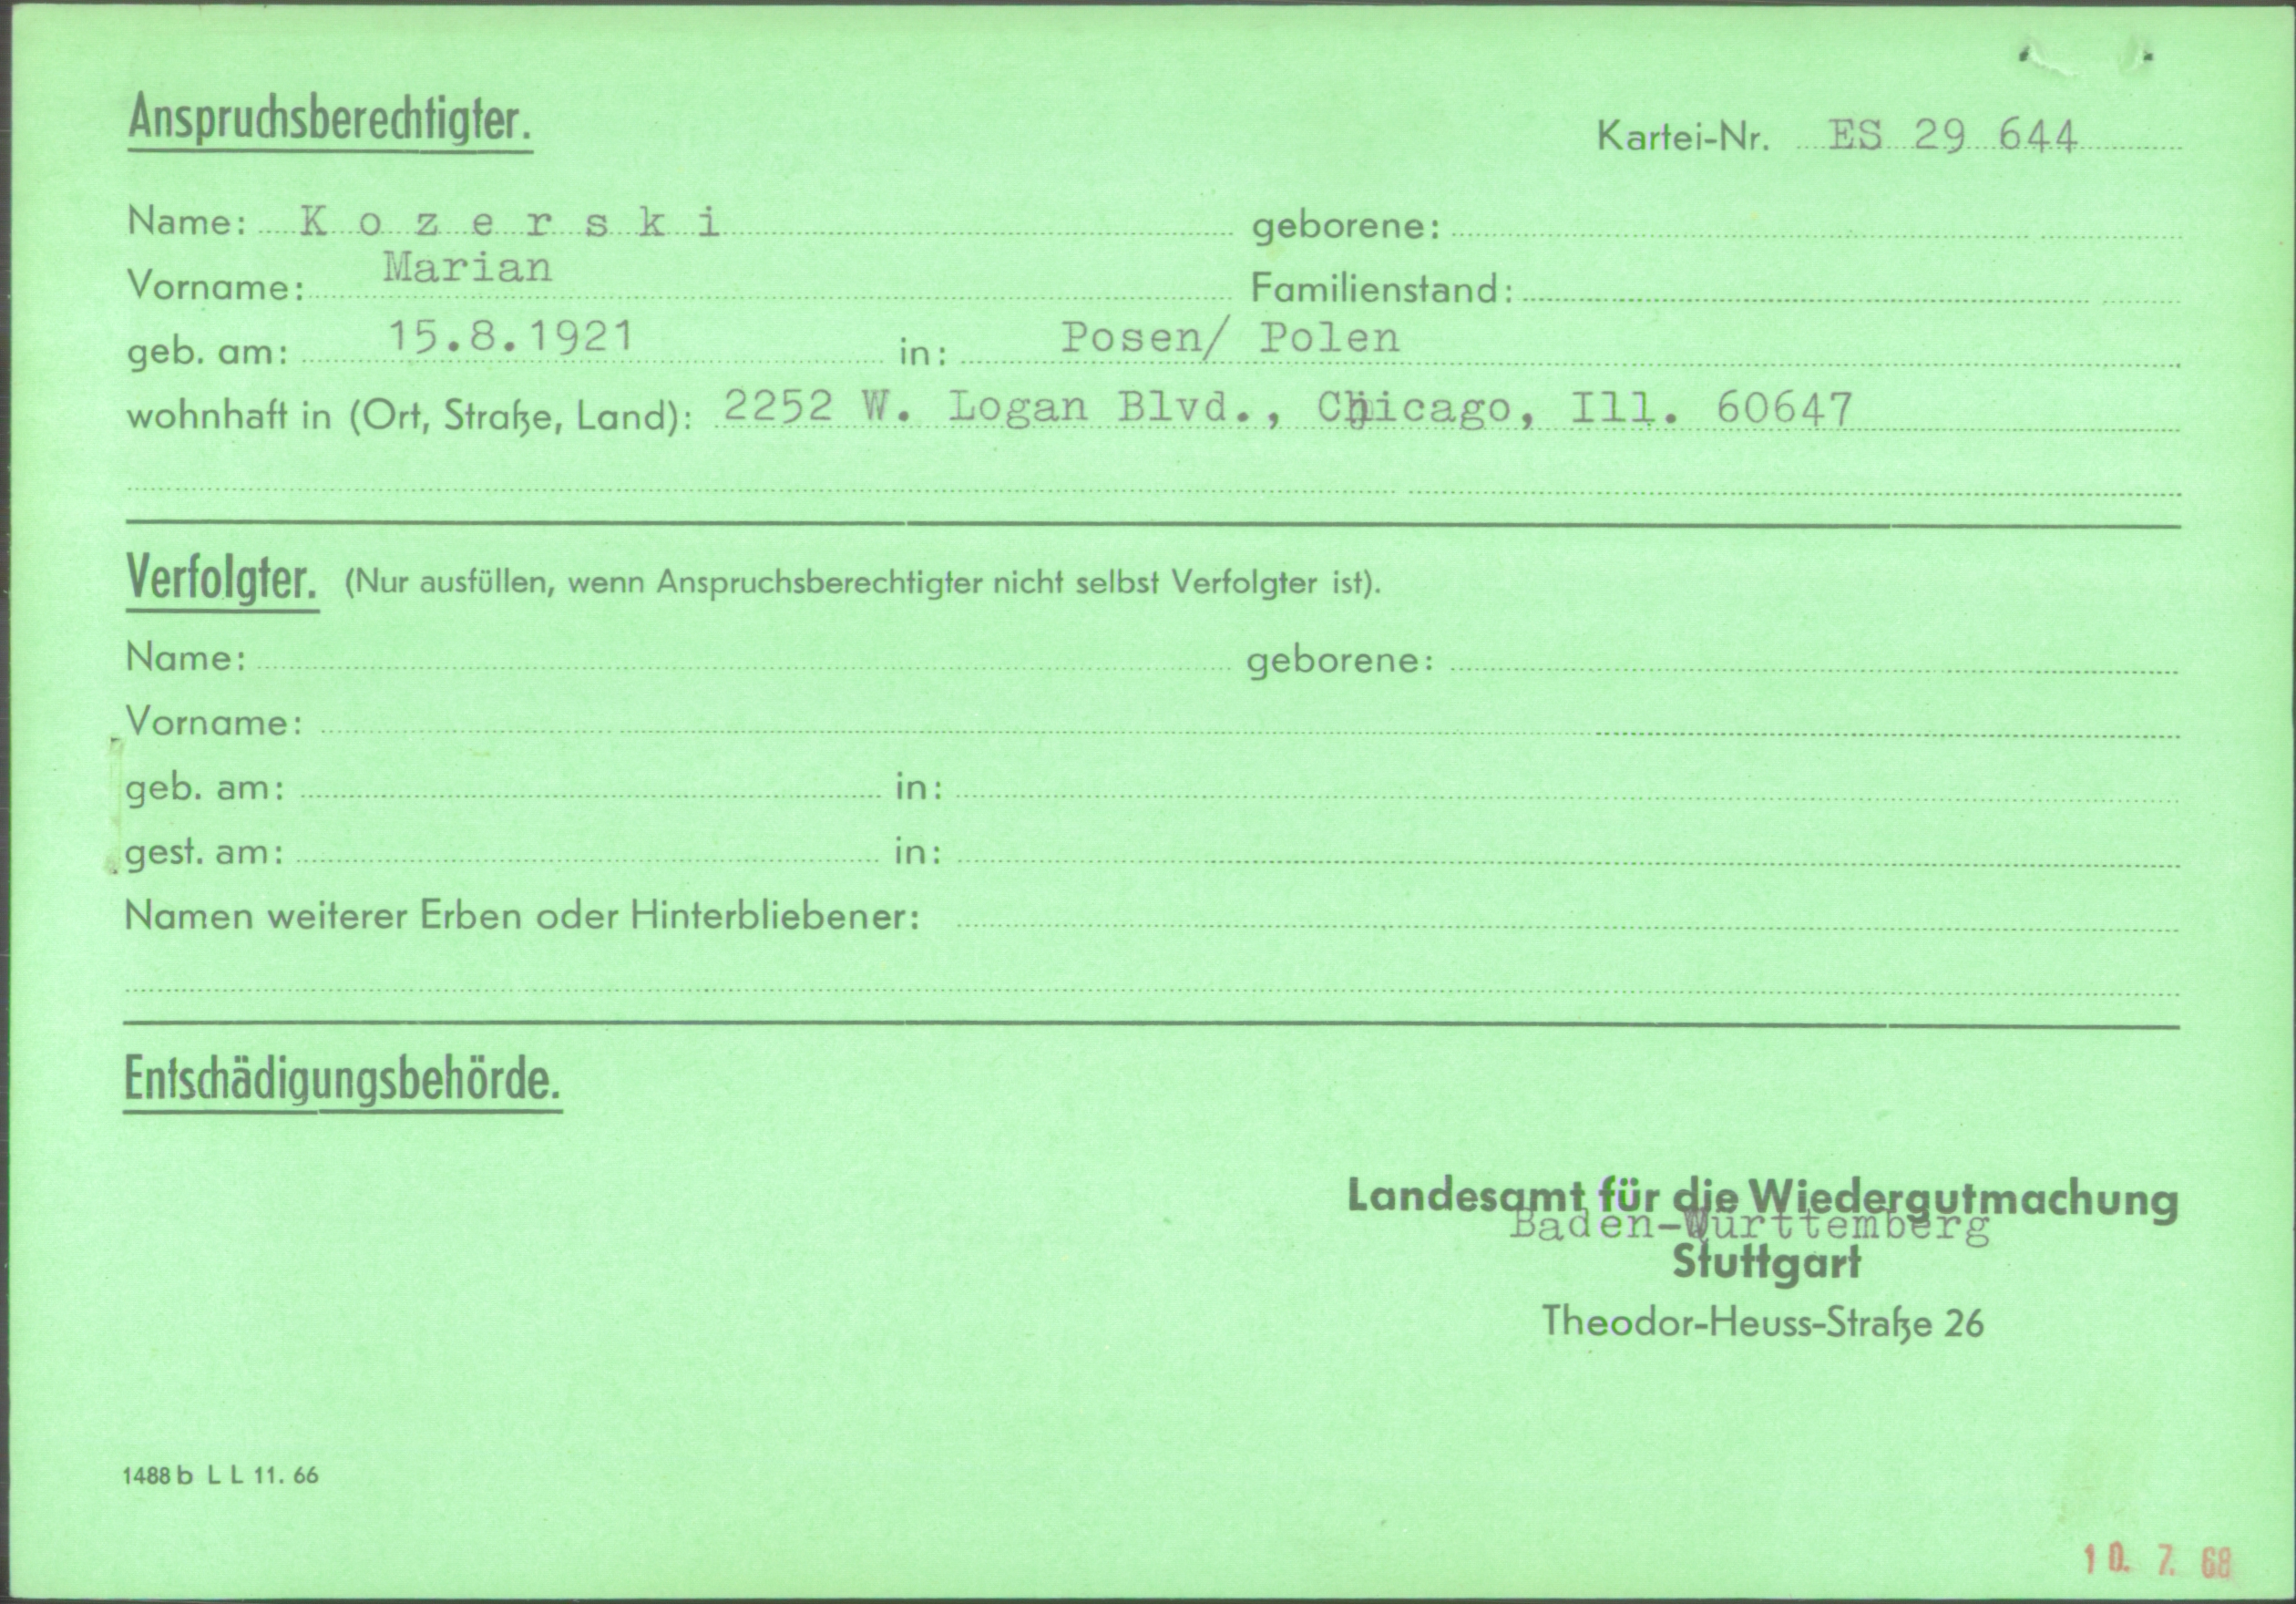 Anspruchsberechtigter.
Kartei-Nr. ES 29 644
Name: K o z e r s k i geborene:
Vorname: Marian Familienstand:
geb. am: 15.8.1921 in: Posen/ Polen
wohnhaft in (Ort, Straße, Land): 2252 W. Logan Blvd., Chicago, Ill. 60647
Verfolgter. (Nur ausfüllen, wenn Anspruchsberechtigter nicht selbst Verfolgter ist).
Name: geborene:
Vorname:
geb. am: in:
gest. am: in:
Namen weiterer Erben oder Hinterbliebener:
Entschädigungsbehörde.
Landesamt für die Wiedergutmachung
Baden-Württemberg
Stuttgart
Theodor-Heuss-Straße 26
1488 b L L 11. 66
10. 7. 68